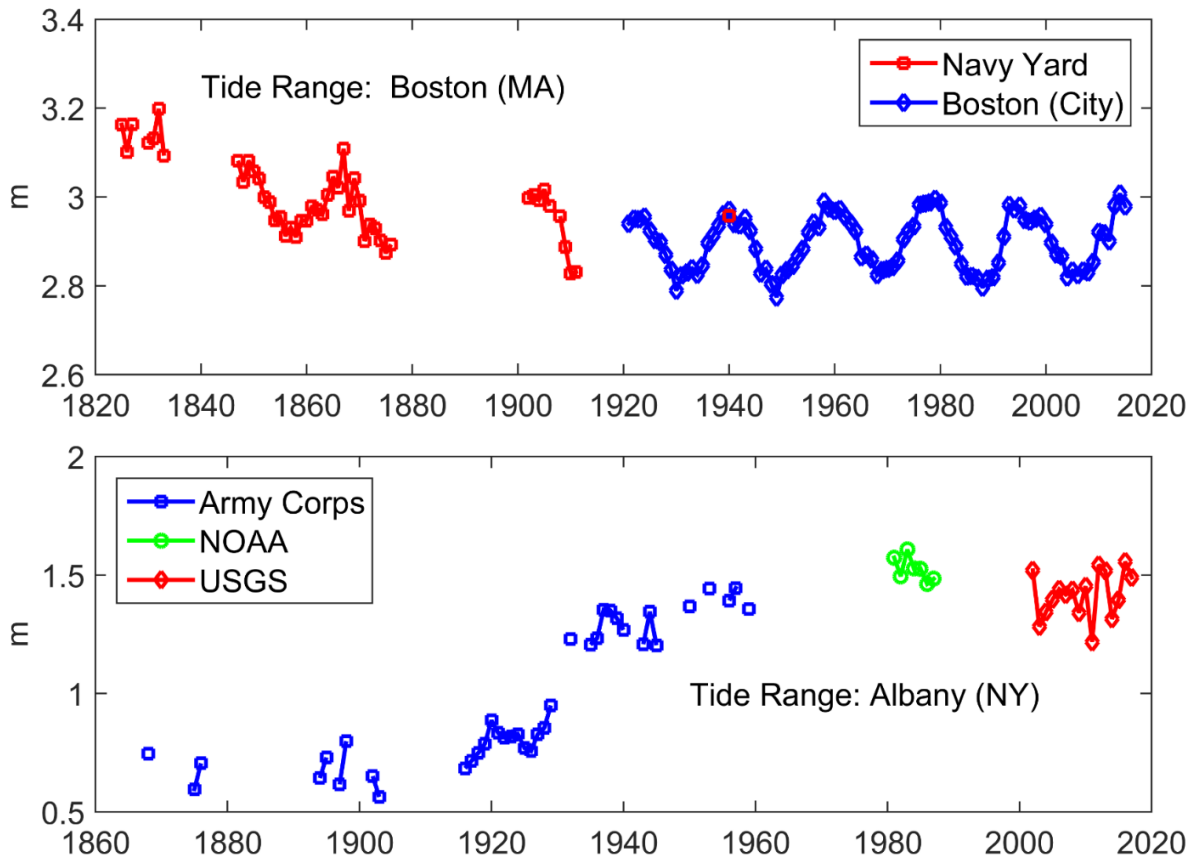 3.4
3.2
3
2.8
2.6
m
Tide Range: Boston (MA)
Navy Yard
Boston (City)
1820 1840 1860 1880 1900 1920 1940 1960 1980 2000 2020
2
1.5
1
0.5
m
Army Corps
NOAA
USGS
Tide Range: Albany (NY)
1860 1880 1900 1920 1940 1960 1980 2000 2020